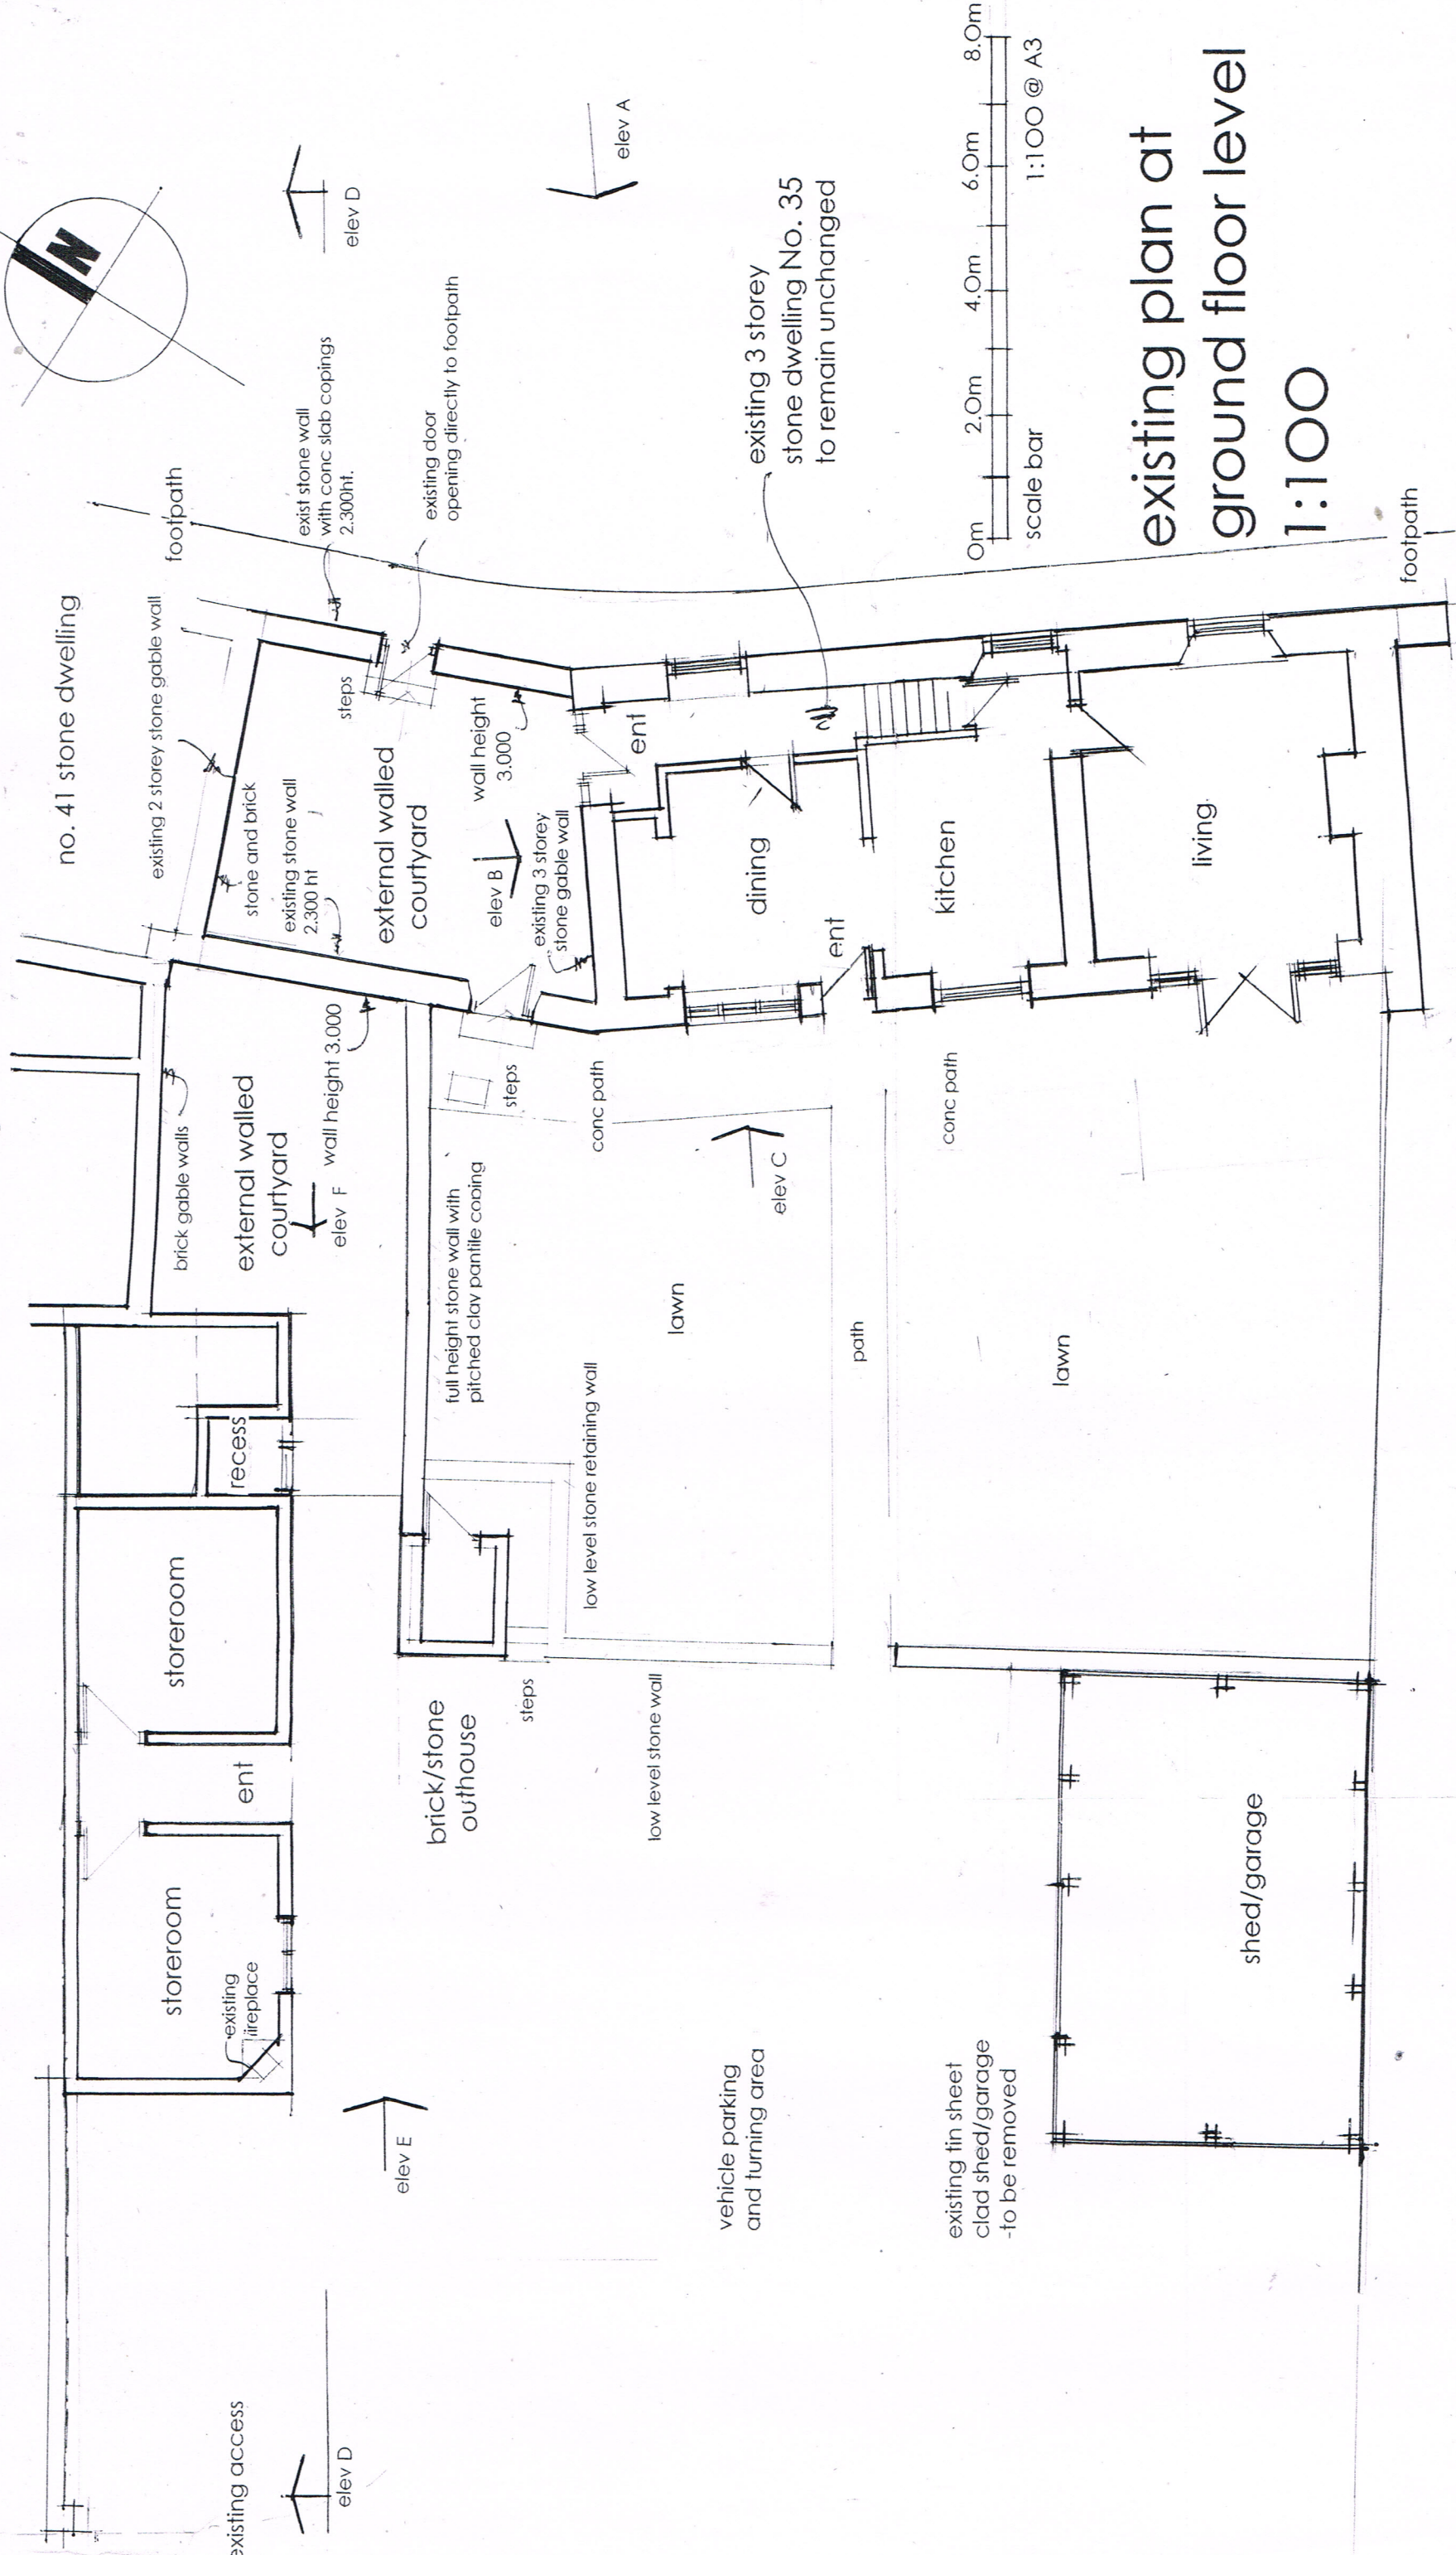 existing access
elev D
storeroom
existing
fireplace
ent
storeroom
recess
elev E
brick gable walls
external walled
courtyard
elev F
wall height 3.000
no. 41 stone dwelling
existing 2 storey stone gable wall
stone and brick
existing stone wall
2.300 ht
external walled
courtyard
steps
footpath
exist stone wall
with conc slab copings
2.300ht.
existing door
opening directly to footpath
N
elev D
elev A
wall height
3.000
elev B
existing 3 storey
stone gable wall
brick/stone
outhouse
steps
full height stone wall with
pitched clay pantile coping
low level stone retaining wall
low level stone wall
steps
conc path
lawn
elev C
path
conc path
lawn
ent
dining
ent
kitchen
living
existing 3 storey
stone dwelling No. 35
to remain unchanged
vehicle parking
and turning area
existing tin sheet
clad shed/garage
-to be removed
shed/garage
0m 2.0m 4.0m 6.0m 8.0m
scale bar 1:100 @ A3
existing plan at
ground floor level
1:100
footpath